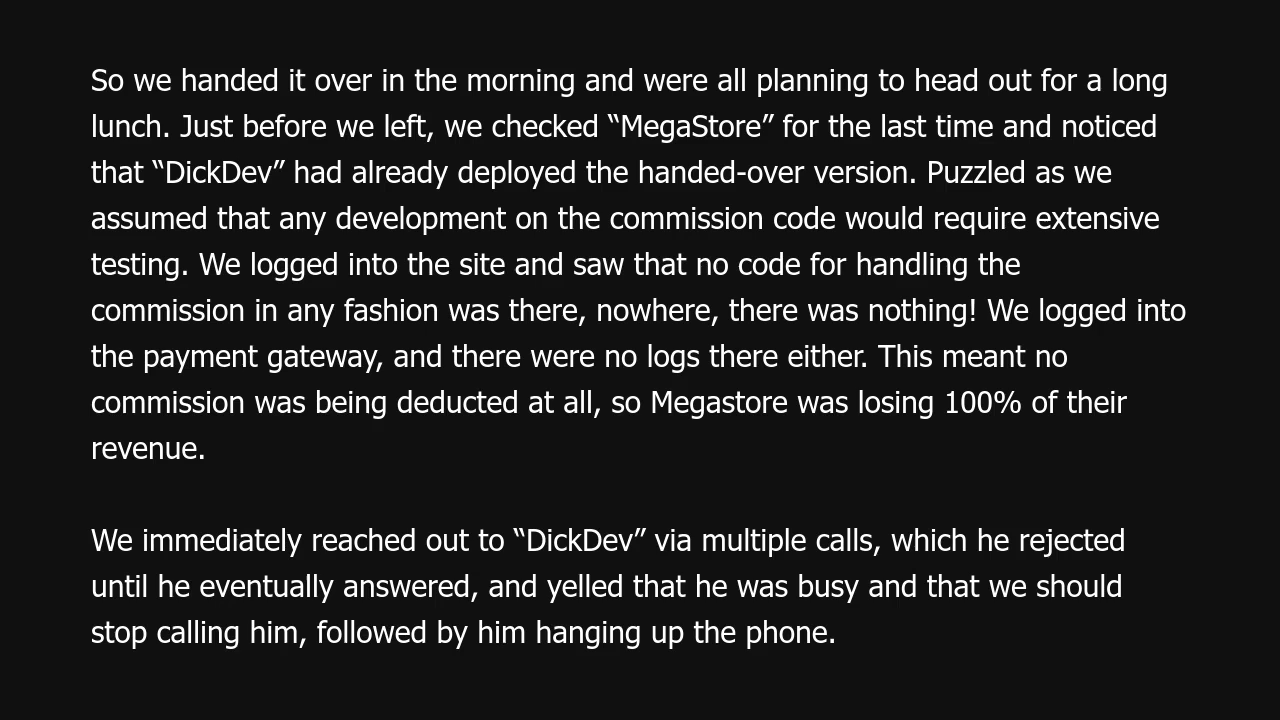 So we handed it over in the morning and were all planning to head out for a long
lunch. Just before we left, we checked “MegaStore” for the last time and noticed
that “DickDev” had already deployed the handed-over version. Puzzled as we
assumed that any development on the commission code would require extensive
testing. We logged into the site and saw that no code for handling the
commission in any fashion was there, nowhere, there was nothing! We logged into
the payment gateway, and there were no logs there either. This meant no
commission was being deducted at all, so Megastore was losing 100% of their
revenue.
We immediately reached out to “DickDev” via multiple calls, which he rejected
until he eventually answered, and yelled that he was busy and that we should
stop calling him, followed by him hanging up the phone.